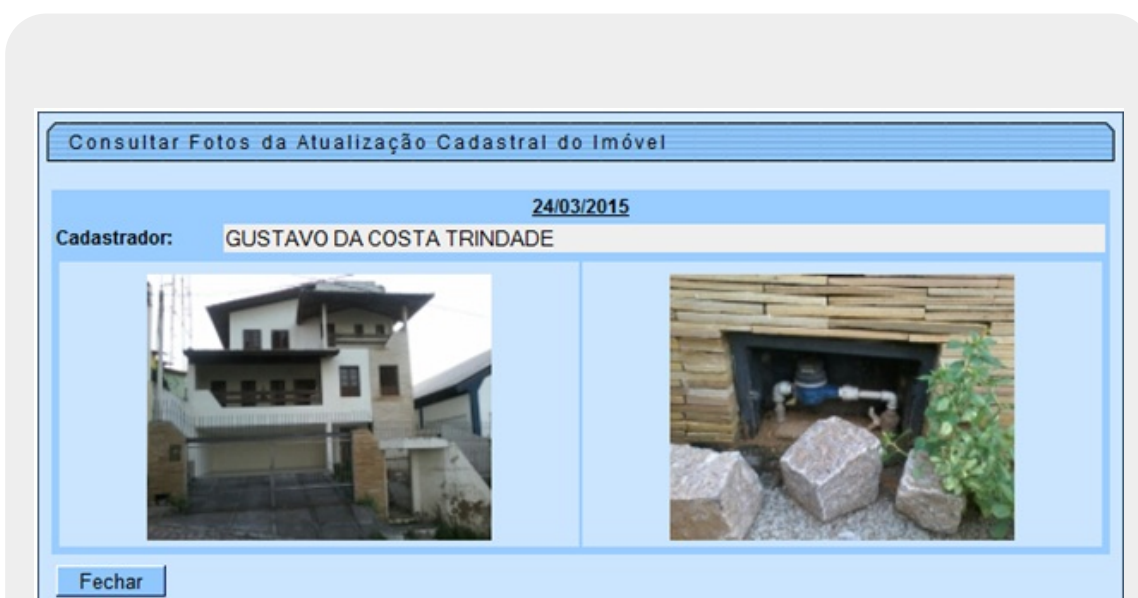 Consultar Fotos da Atualização Cadastral do Imóvel
24/03/2015
Cadastrador: GUSTAVO DA COSTA TRINDADE
Fechar